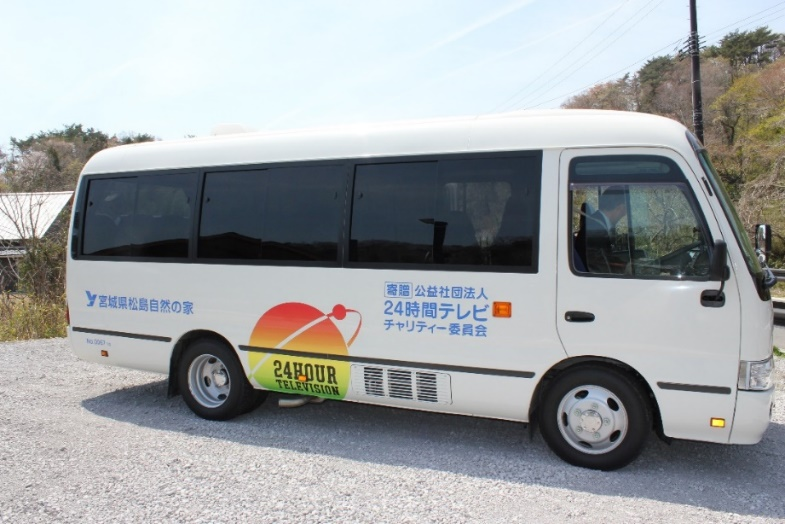 宮城県松島自然の家
24HOUR
TELEVISION
寄贈 公益社団法人
24時間テレビ
チャリティー委員会